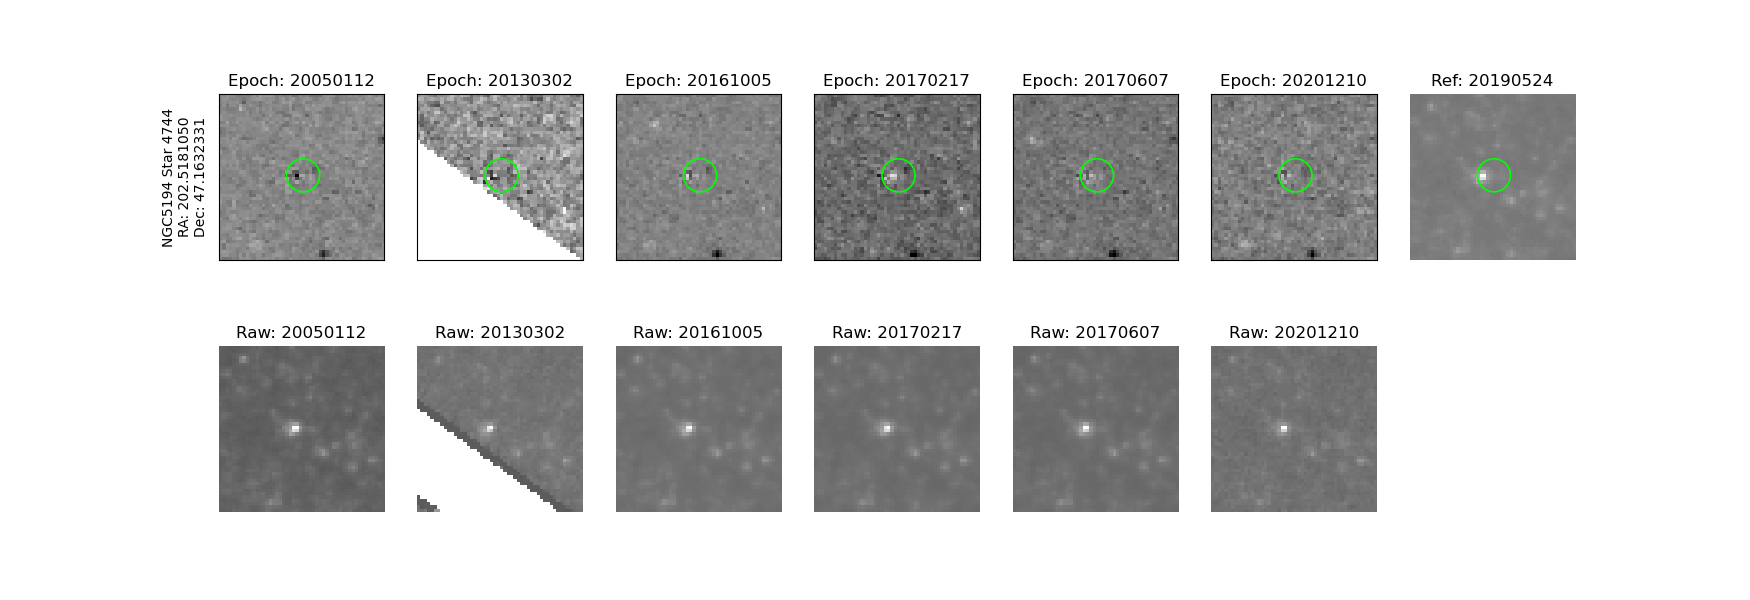 Epoch: 20050112
Epoch: 20130302
Epoch: 20161005
Epoch: 20170217
Epoch: 20170607
Epoch: 20201210
Ref: 20190524
NGC5194 Star 4744
RA: 202.5181050
Dec: 47.1632331
Raw: 20050112
Raw: 20130302
Raw: 20161005
Raw: 20170217
Raw: 20170607
Raw: 20201210